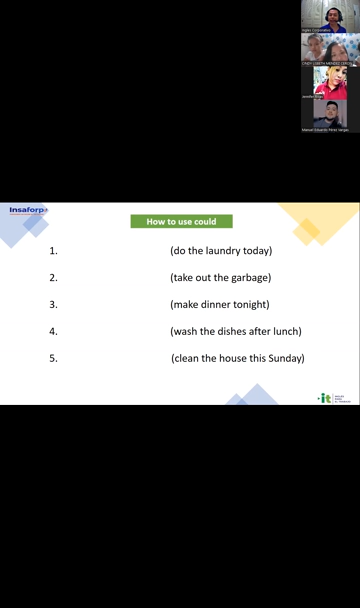 Insaforp
How to use could
1. (do the laundry today)
2. (take out the garbage)
3. (make dinner tonight)
4. (wash the dishes after lunch)
5. (clean the house this Sunday)
it